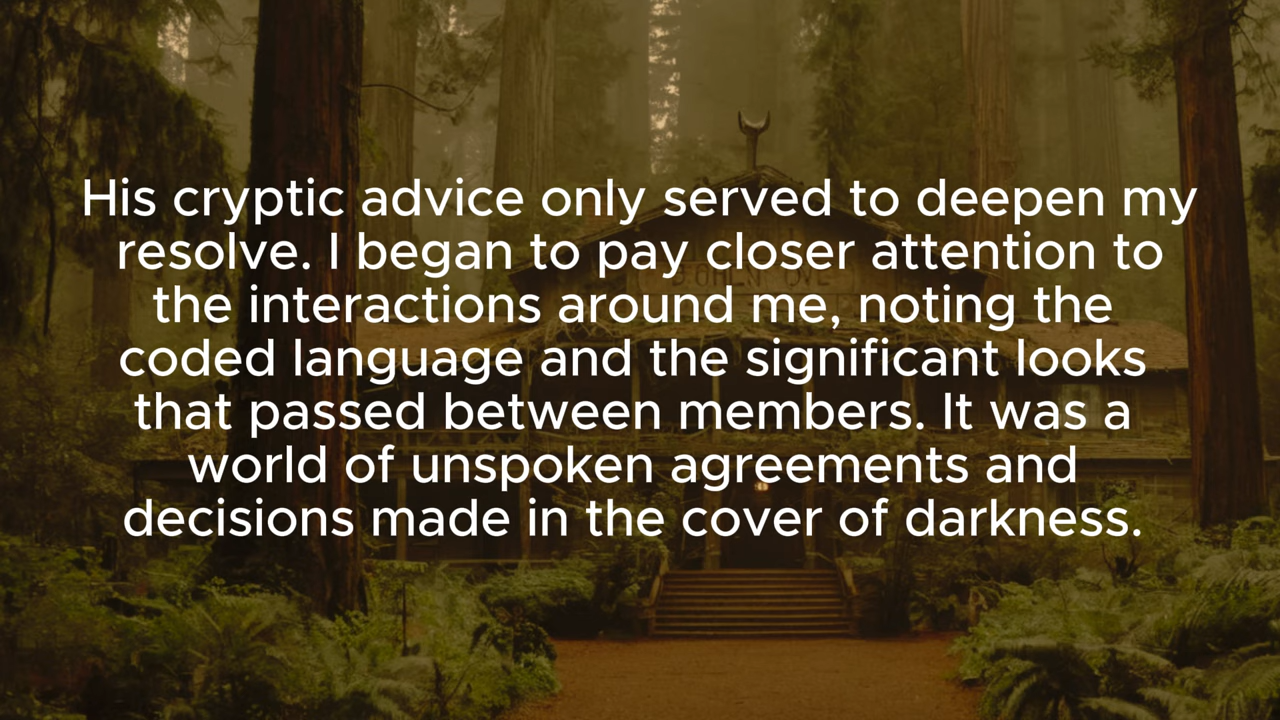 His cryptic advice only served to deepen my
resolve. I began to pay closer attention to
the interactions around me, noting the
coded language and the significant looks
that passed between members. It was a
world of unspoken agreements and
decisions made in the cover of darkness.